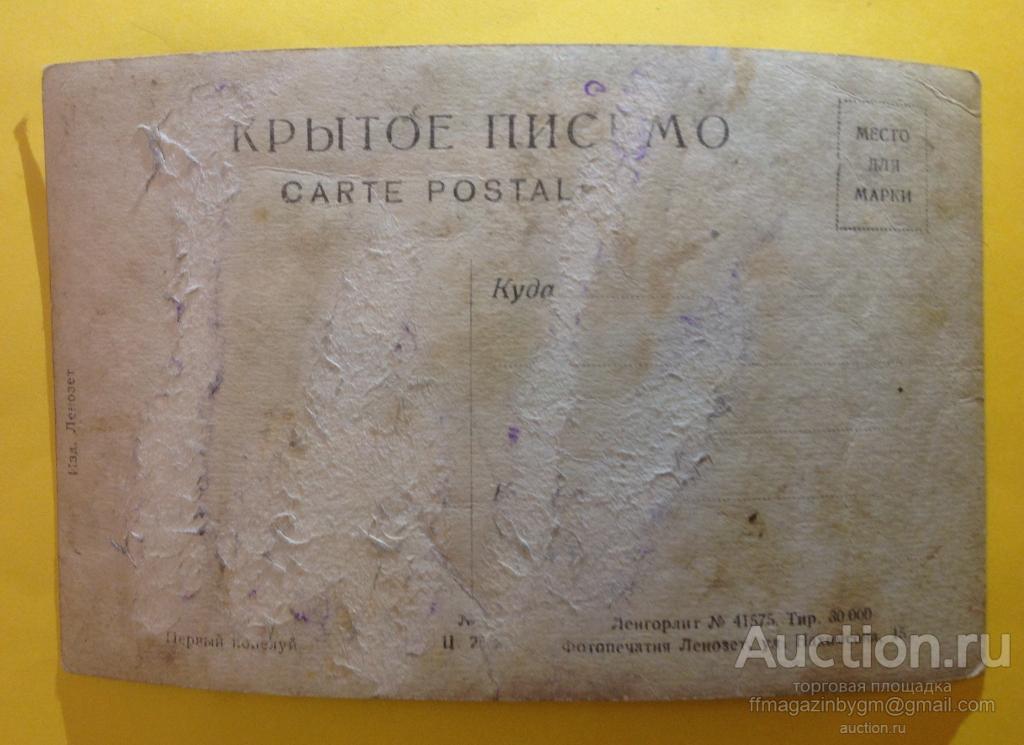 КРЫТОЕ ПИСЬМО
CARTE POSTAL
МЕСТО
ДЛЯ
МАРКИ
Куда
Изд. Ленозет
Первый поцелуй
Ц.
Ленгорлит № 41575. Тир. 30.000
Фотопечатня Ленозет
Auction.ru
торговая площадка
ffmagazinbygm@gmail.com
auction.ru